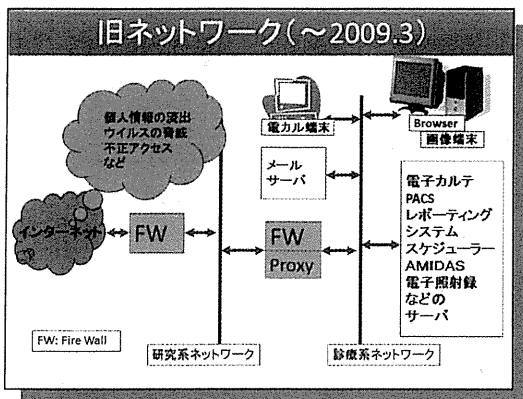 旧ネットワーク(~2009.3)
個人情報の流出
ウイルスの脅威
不正アクセス
など
インターネット
FW
電カル端末
Browser
画像端末
メール
サーバ
FW
Proxy
電子カルテ
PACS
レポーティング
システム
スケジューラー
AMIDAS
電子照射録
などの
サーバ
FW: Fire Wall
研究系ネットワーク
診療系ネットワーク